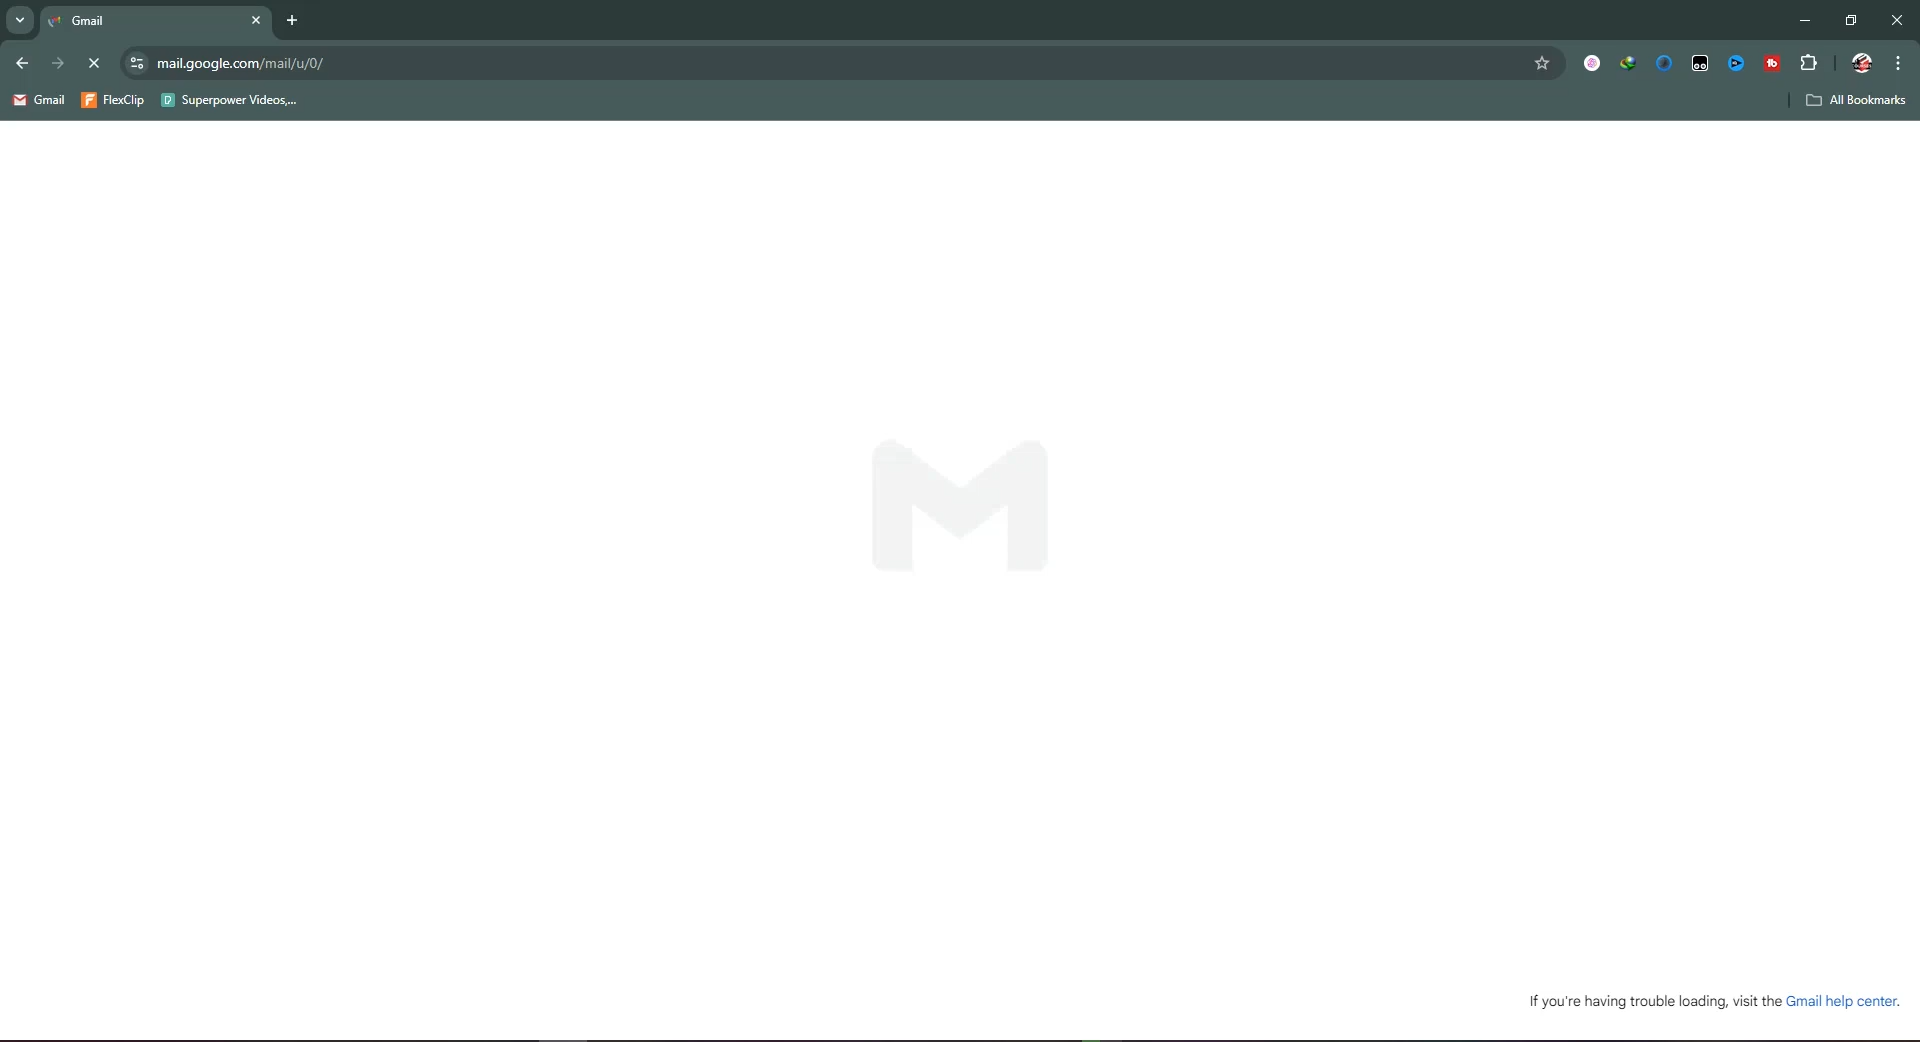 Gmail
mail.google.com/mail/u/0/
Gmail
FlexClip
Superpower Videos,...
All Bookmarks
If you're having trouble loading, visit the Gmail help center.